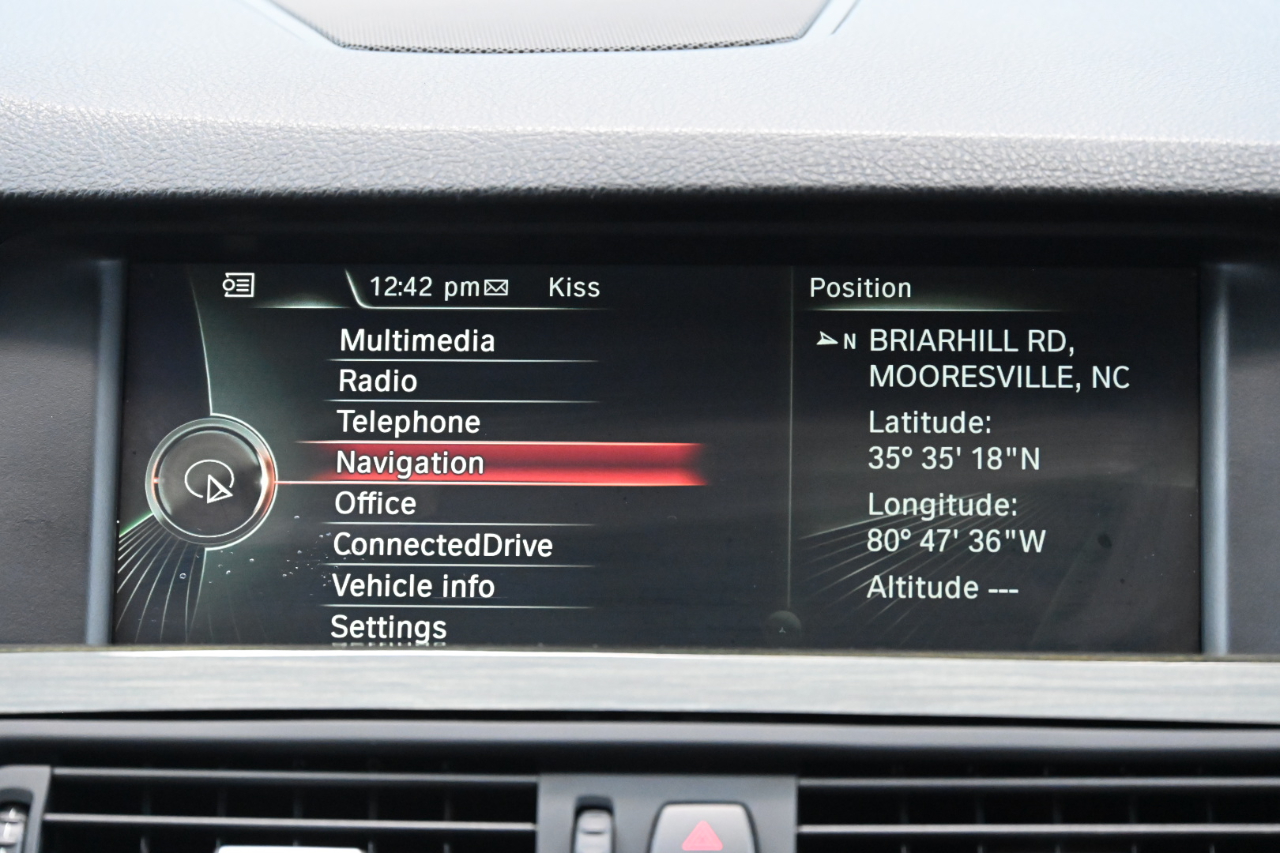 12:42 pm Kiss
Multimedia
Radio
Telephone
Navigation
Office
ConnectedDrive
Vehicle info
Settings
Position
N BRIARHILL RD,
MOORESVILLE, NC
Latitude:
35° 35' 18"N
Longitude:
80° 47' 36"W
Altitude ---